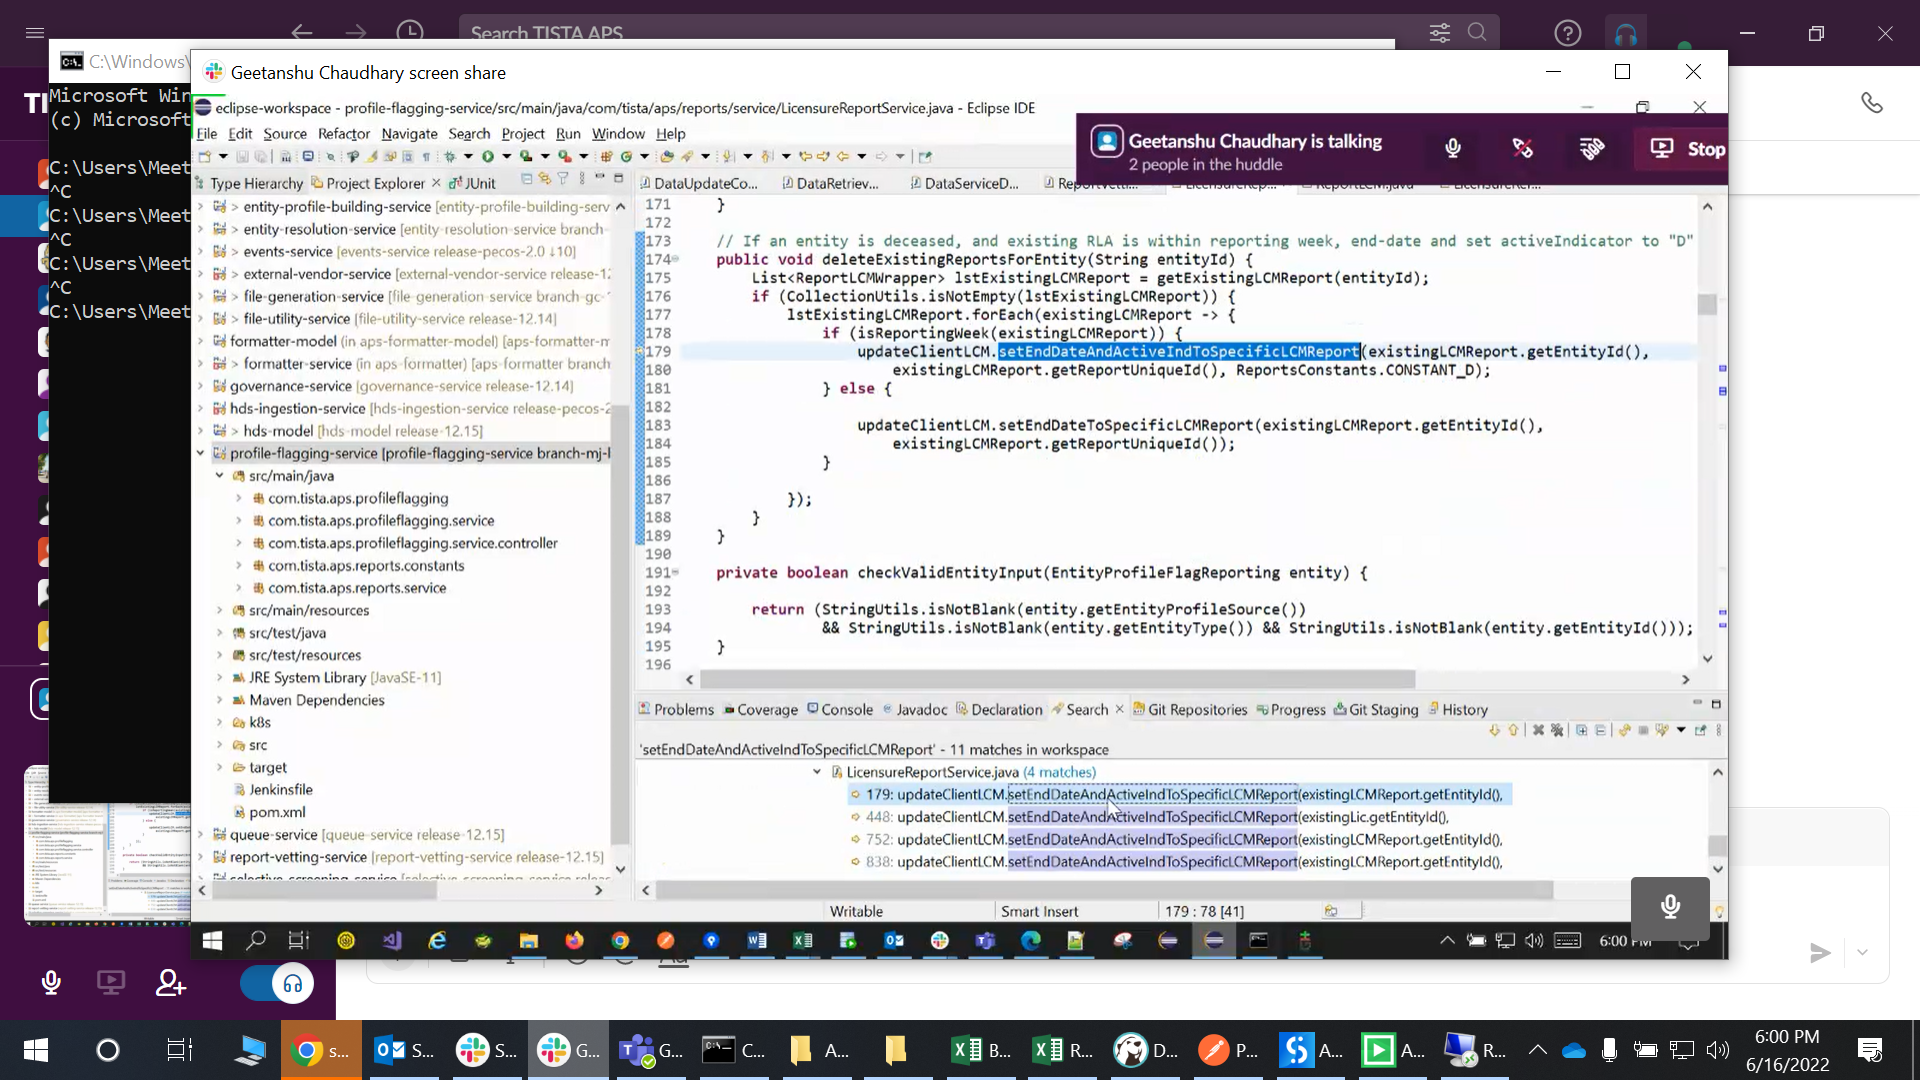 Search TISTA APS
C:\Windows\
Microsoft Win
(c) Microsoft
C:\Users\Meet
^C
C:\Users\Meet
^C
C:\Users\Meet
^C
C:\Users\Meet
Geetanshu Chaudhary screen share
eclipse-workspace - profile-flagging-service/src/main/java/com/tista/aps/reports/service/LicensureReportService.java - Eclipse IDE
File Edit Source Refactor Navigate Search Project Run Window Help
Geetanshu Chaudhary is talking
2 people in the huddle
Stop
Type Hierarchy Project Explorer JUnit
DataUpdateCo... DataRetriev... DataServiceD...
> entity-profile-building-service [entity-profile-building-serv
> entity-resolution-service [entity-resolution-service branch-
> events-service [events-service release-pecos-2.0 ↓10]
> external-vendor-service [external-vendor-service release-12
> file-generation-service [file-generation-service branch-gc-1
> file-utility-service [file-utility-service release-12.14]
formatter-model (in aps-formatter-model) [aps-formatter-m
> formatter-service (in aps-formatter) [aps-formatter branch
governance-service [governance-service release-12.14]
hds-ingestion-service [hds-ingestion-service release-pecos-2
> hds-model [hds-model release-12.15]
profile-flagging-service [profile-flagging-service branch-mj-l
src/main/java
com.tista.aps.profileflagging
com.tista.aps.profileflagging.service
com.tista.aps.profileflagging.service.controller
com.tista.aps.reports.constants
com.tista.aps.reports.service
src/main/resources
src/test/java
src/test/resources
JRE System Library [JavaSE-11]
Maven Dependencies
k8s
src
target
Jenkinsfile
pom.xml
queue-service [queue-service release-12.15]
report-vetting-service [report-vetting-service release-12.15]
171 }
172
173 // If an entity is deceased, and existing RLA is within reporting week, end-date and set activeIndicator to "D"
174 public void deleteExistingReportsForEntity(String entityId) {
175 List<ReportLCMWrapper> lstExistingLCMReport = getExistingLCMReport(entityId);
176 if (CollectionUtils.isNotEmpty(lstExistingLCMReport)) {
177 lstExistingLCMReport.forEach(existingLCMReport -> {
178 if (isReportingWeek(existingLCMReport)) {
179 updateClientLCM.setEndDateAndActiveIndToSpecificLCMReport(existingLCMReport.getEntityId(),
180 existingLCMReport.getReportUniqueId(), ReportsConstants.CONSTANT_D);
181 } else {
182
183 updateClientLCM.setEndDateToSpecificLCMReport(existingLCMReport.getEntityId(),
184 existingLCMReport.getReportUniqueId());
185 }
186
187 });
188 }
189 }
190
191 private boolean checkValidEntityInput(EntityProfileFlagReporting entity) {
192
193 return (StringUtils.isNotBlank(entity.getEntityProfileSource())
194 && StringUtils.isNotBlank(entity.getEntityType()) && StringUtils.isNotBlank(entity.getEntityId()));
195 }
196
Problems Coverage Console Javadoc Declaration Search Git Repositories Progress Git Staging History
'setEndDateAndActiveIndToSpecificLCMReport' - 11 matches in workspace
LicensureReportService.java (4 matches)
179: updateClientLCM.setEndDateAndActiveIndToSpecificLCMReport(existingLCMReport.getEntityId(),
448: updateClientLCM.setEndDateAndActiveIndToSpecificLCMReport(existingLic.getEntityId(),
752: updateClientLCM.setEndDateAndActiveIndToSpecificLCMReport(existingLCMReport.getEntityId(),
838: updateClientLCM.setEndDateAndActiveIndToSpecificLCMReport(existingLCMReport.getEntityId(),
Writable Smart Insert 179 : 78 [41]
6:00 PM
s... S... S... G... G... C... A... B... R... D... P... A... A... R...
6:00 PM
6/16/2022